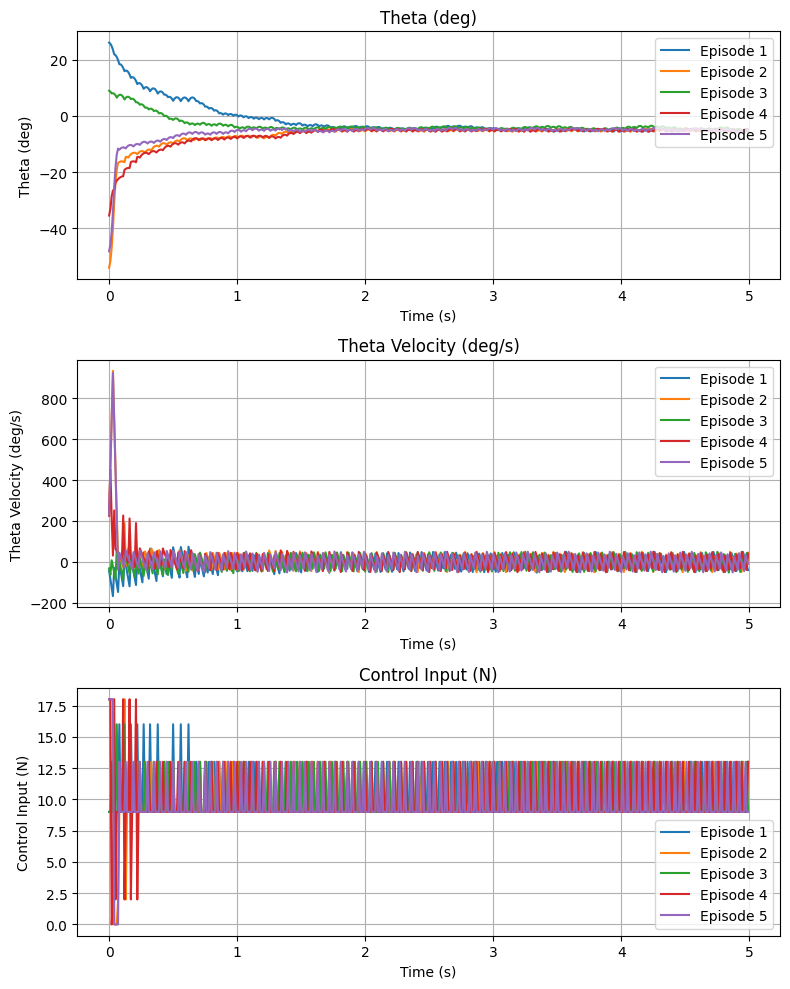 Theta (deg)
Theta (deg)
20
0
−20
−40
0 1 2 3 4 5
Time (s)
Episode 1
Episode 2
Episode 3
Episode 4
Episode 5
Theta Velocity (deg/s)
Theta Velocity (deg/s)
800
600
400
200
0
−200
0 1 2 3 4 5
Time (s)
Episode 1
Episode 2
Episode 3
Episode 4
Episode 5
Control Input (N)
Control Input (N)
17.5
15.0
12.5
10.0
7.5
5.0
2.5
0.0
0 1 2 3 4 5
Time (s)
Episode 1
Episode 2
Episode 3
Episode 4
Episode 5